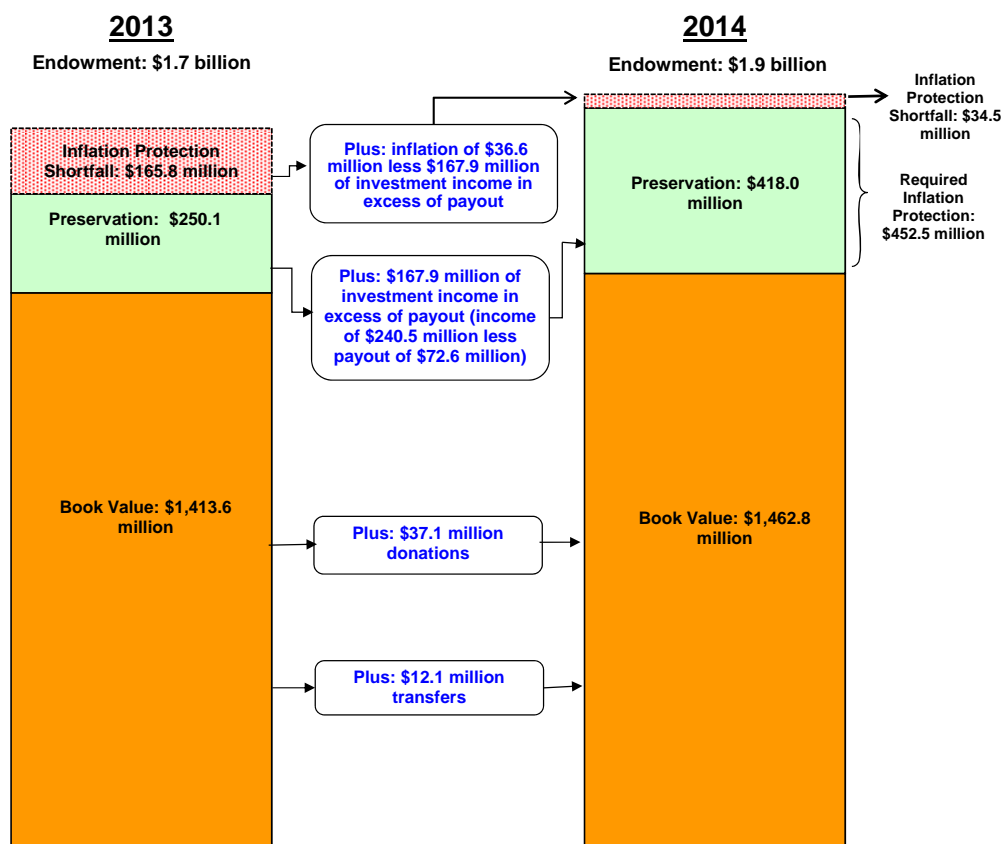 2013
Endowment: $1.7 billion
Inflation Protection
Shortfall: $165.8 million
Preservation: $250.1
million
Book Value: $1,413.6
million
Plus: inflation of $36.6
million less $167.9 million
of investment income in
excess of payout
Plus: $167.9 million of
investment income in
excess of payout (income
of $240.5 million less
payout of $72.6 million)
Plus: $37.1 million
donations
Plus: $12.1 million
transfers
2014
Endowment: $1.9 billion
Preservation: $418.0
million
Book Value: $1,462.8
million
Inflation
Protection
Shortfall: $34.5
million
Required
Inflation
Protection:
$452.5 million